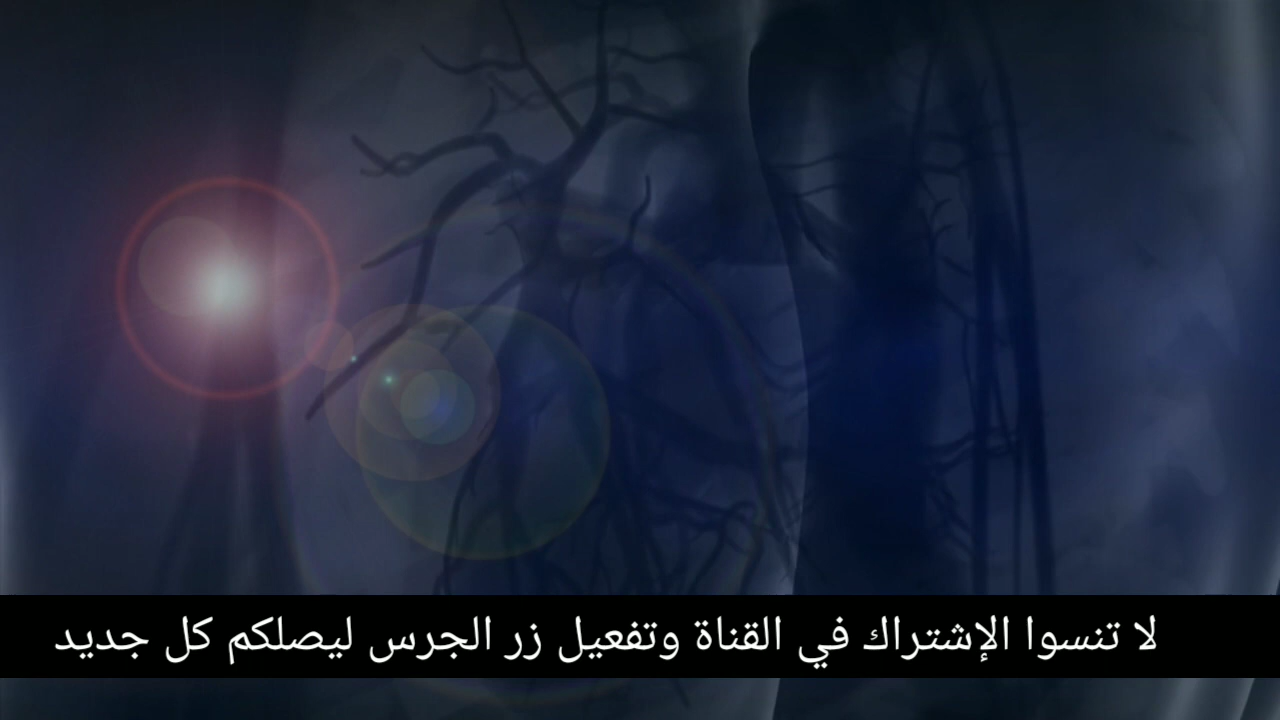 لا تنسوا الإشتراك في القناة وتفعيل زر الجرس ليصلكم كل جديد